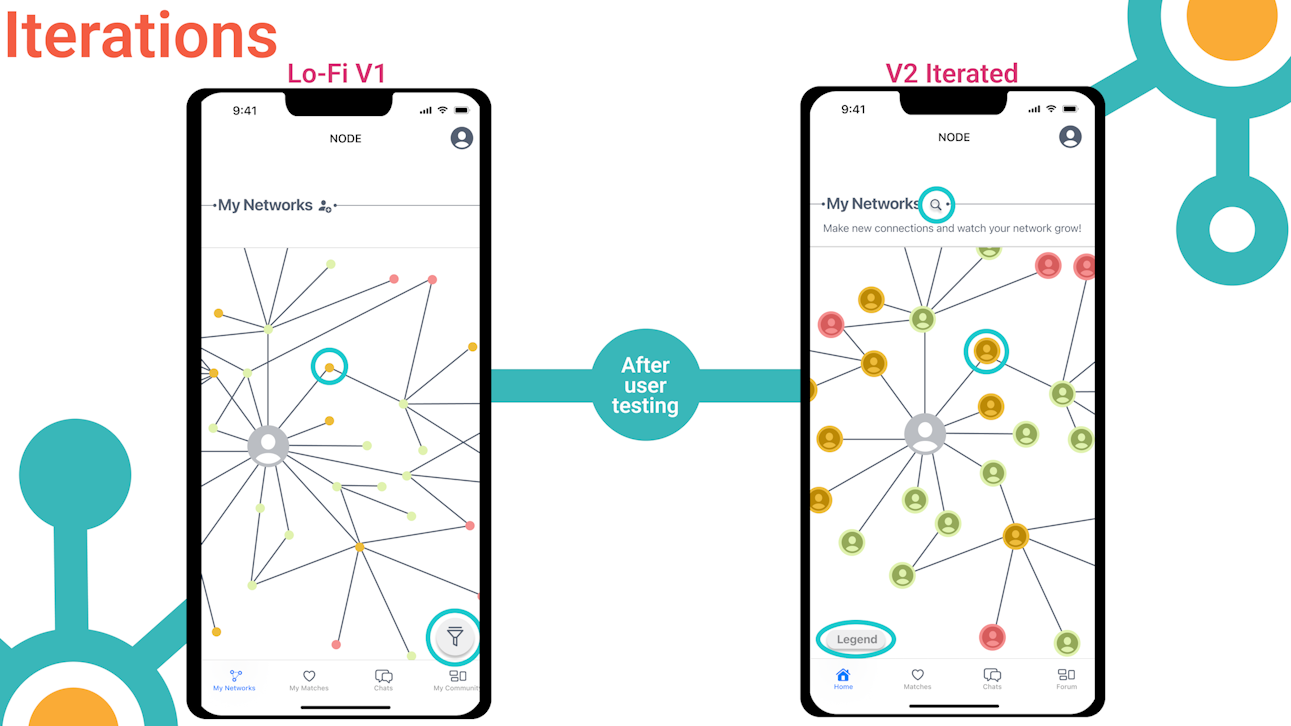 Iterations
Lo-Fi V1
9:41
NODE
My Networks
My Networks
My Matches
Chats
My Communit
After
user
testing
V2 Iterated
9:41
NODE
My Networks
Make new connections and watch your network grow!
Legend
Home
Matches
Chats
Forum